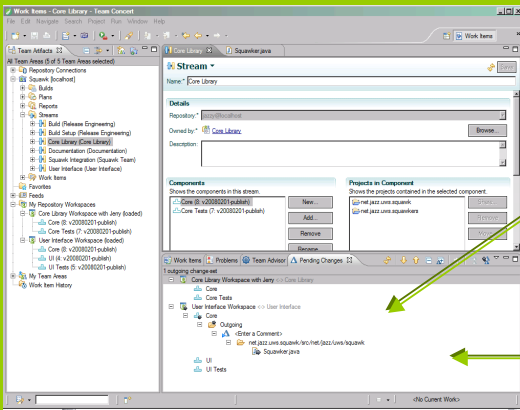 Work Items - Core Library - Team Concert
File Edit Navigate Search Project Run Window Help
Work Items
Team Artifacts
All Team Areas (5 of 5 Team Areas selected)
Repository Connections
Squawk (Core Library)
Builds
Plans
Reports
Streams
Build (Release Engineering)
Build Setup (Release Engineering)
Core Library (Core Library)
Documentation (Documentation)
Squawk Integration (Squawk Team)
User Interface (User Interface)
Work Items
Favorites
Feeds
My Repository Workspaces
Core Library Workspace with Jerry (loaded)
Core (8: v20080201-publish)
Core Tests (7: v20080201-publish)
User Interface Workspace (loaded)
Core (8: v20080201-publish)
UI (4: v20080201-publish)
UI Tests (5: v20080201-publish)
My Team Areas
Work Item History
Core Library
Squawker.java
Stream
Save
Name:* Core Library
Details
Repository:* jazzy@localhost
Owned by:* Core Library
Browse...
Description:
Components
Shows the components in this stream.
Core (8: v20080201-publish)
Core Tests (7: v20080201-publish)
New...
Add...
Remove
Rename
Projects in Component
Shows the projects contained in the selected component.
net.jazz.uws.squawk
net.jazz.uws.squawkers
Share
Remove
Move
Work Items
Problems
Team Advisor
Pending Changes
1 outgoing change-set
Core Library Workspace with Jerry <> Core Library
Core
Core Tests
User Interface Workspace <> User Interface
Core
Outgoing
<Enter a Comment>
net.jazz.uws.squawk/src/net/jazz/uws/squawk
Squawker.java
UI
UI Tests
<No Current Work>